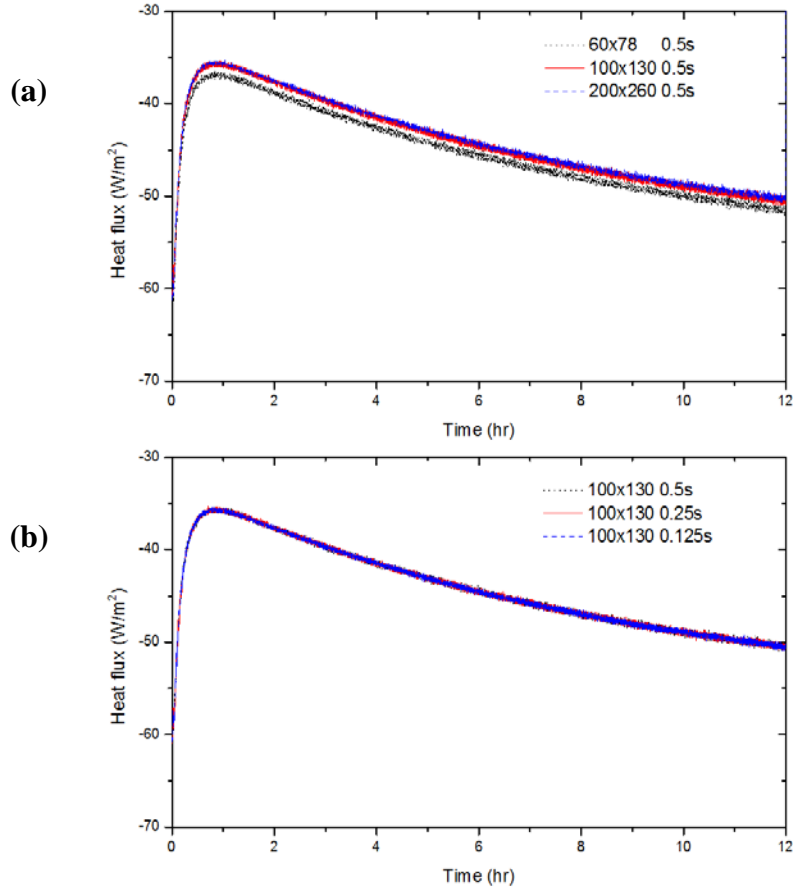 (a)
-30
-40
-50
-60
-70
Heat flux (W/m²)
60x78 0.5s
100x130 0.5s
200x260 0.5s
0 2 4 6 8 10 12
Time (hr)
(b)
-30
-40
-50
-60
-70
Heat flux (W/m²)
100x130 0.5s
100x130 0.25s
100x130 0.125s
0 2 4 6 8 10 12
Time (hr)